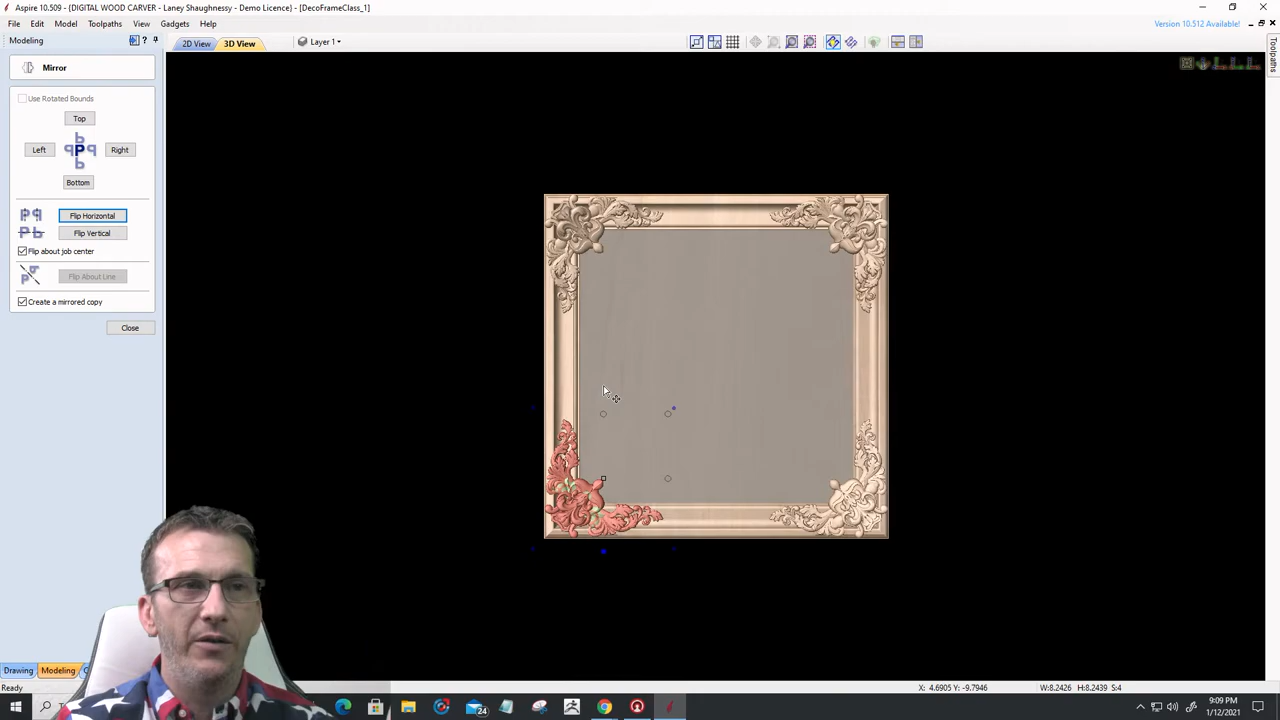 Aspire 10.509 - {DIGITAL WOOD CARVER - Laney Shaughnessy - Demo Licence} - [DecoFrameClass_1]
File Edit Model Toolpaths View Gadgets Help
Version 10.512 Available!
Modeling
2D View 3D View Layer 1
Toolpaths
Mirror
Use Rotated Bounds
Top
Left Right
Bottom
Flip Horizontal
Flip Vertical
Flip about job center
Flip About Line
Create a mirrored copy
Close
Drawing Modeling
Ready
X: 4.6905 Y: -9.7946 W:8.2426 H:8.2439 S:4
24
9:09 PM
1/12/2021